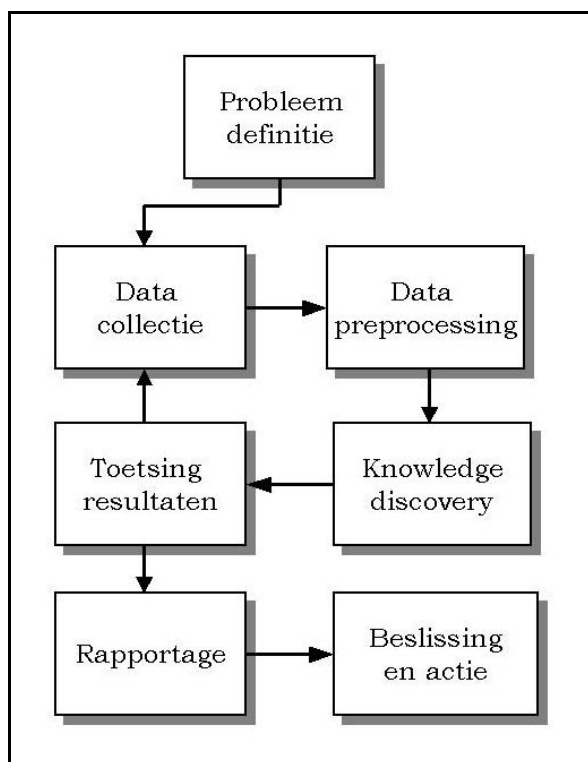 Probleem
definitie
Data
collectie
Data
preprocessing
Toetsing
resultaten
Knowledge
discovery
Rapportage
Beslissing
en actie